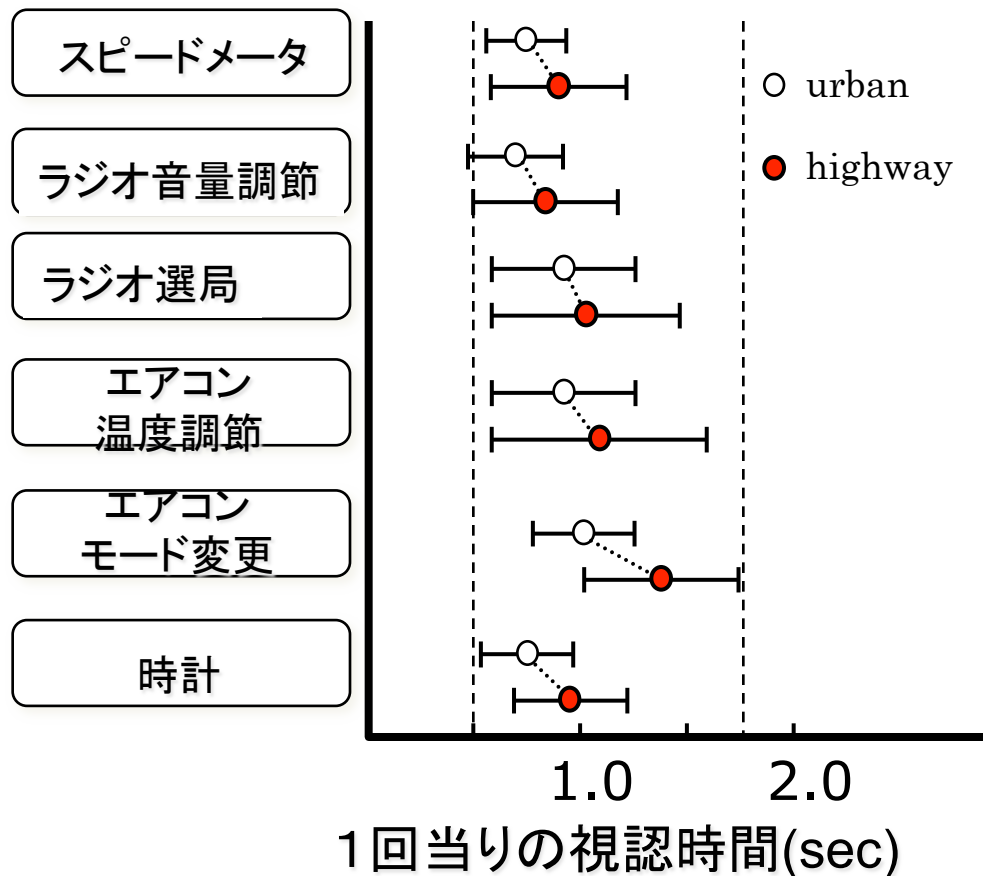 スピードメータ
urban
ラジオ音量調節
highway
ラジオ選局
エアコン
温度調節
エアコン
モード変更
時計
1.0 2.0
１回当りの視認時間(sec)